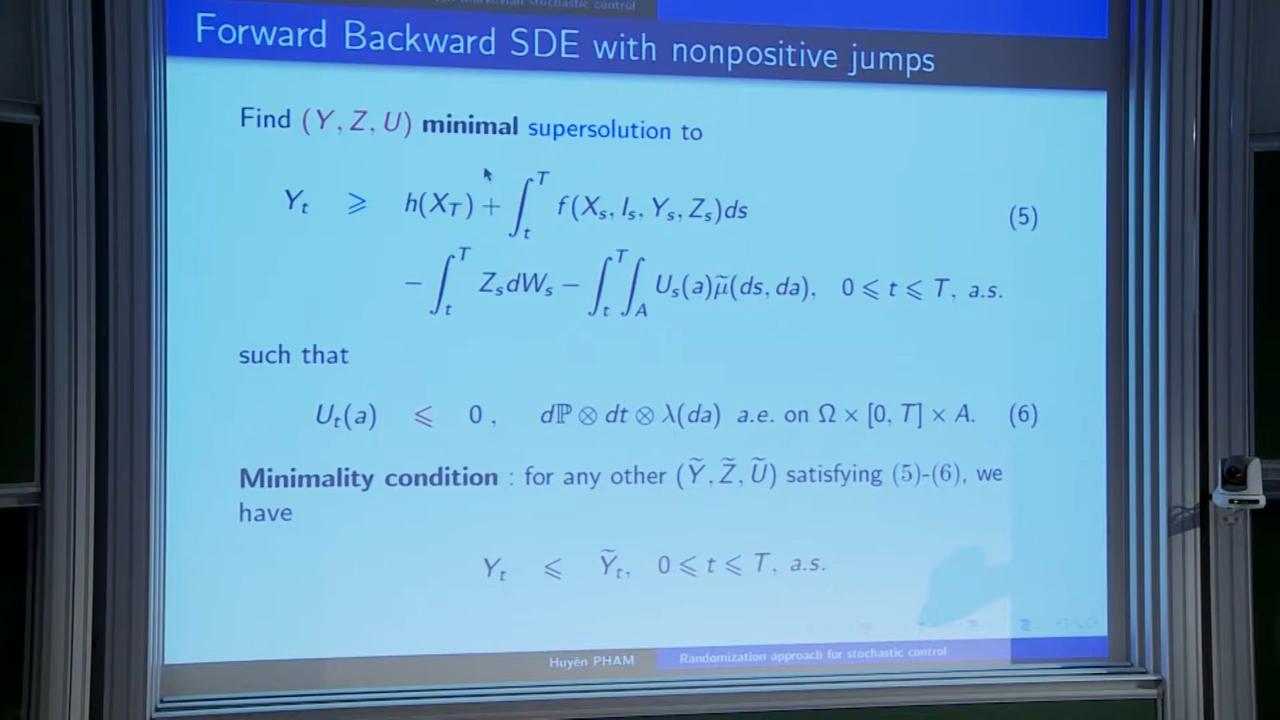 Markovian stochastic control
Forward Backward SDE with nonpositive jumps
Find (Y, Z, U) minimal supersolution to
Y_t ⩾ h(X_T) + ∫_t^T f(X_s, I_s, Y_s, Z_s)ds (5)
− ∫_t^T Z_s dW_s − ∫_t^T ∫_A U_s(a)μ̃(ds, da), 0 ⩽ t ⩽ T, a.s.
such that
U_t(a) ⩽ 0, dℙ ⊗ dt ⊗ λ(da) a.e. on Ω × [0, T] × A. (6)
Minimality condition : for any other (Ỹ, Z̃, Ũ) satisfying (5)-(6), we
have
Y_t ⩽ Ỹ_t, 0 ⩽ t ⩽ T, a.s.
Huyên PHAM Randomization approach for stochastic control